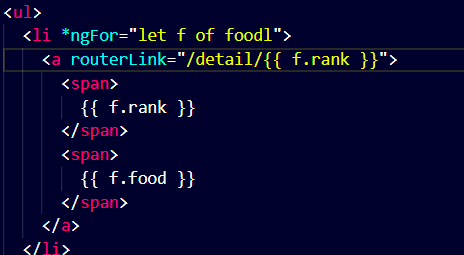 <ul>
<li *ngFor="let f of foodl">
<a routerLink="/detail/{{ f.rank }}">
<span>
{{ f.rank }}
</span>
<span>
{{ f.food }}
</span>
</a>
</li>